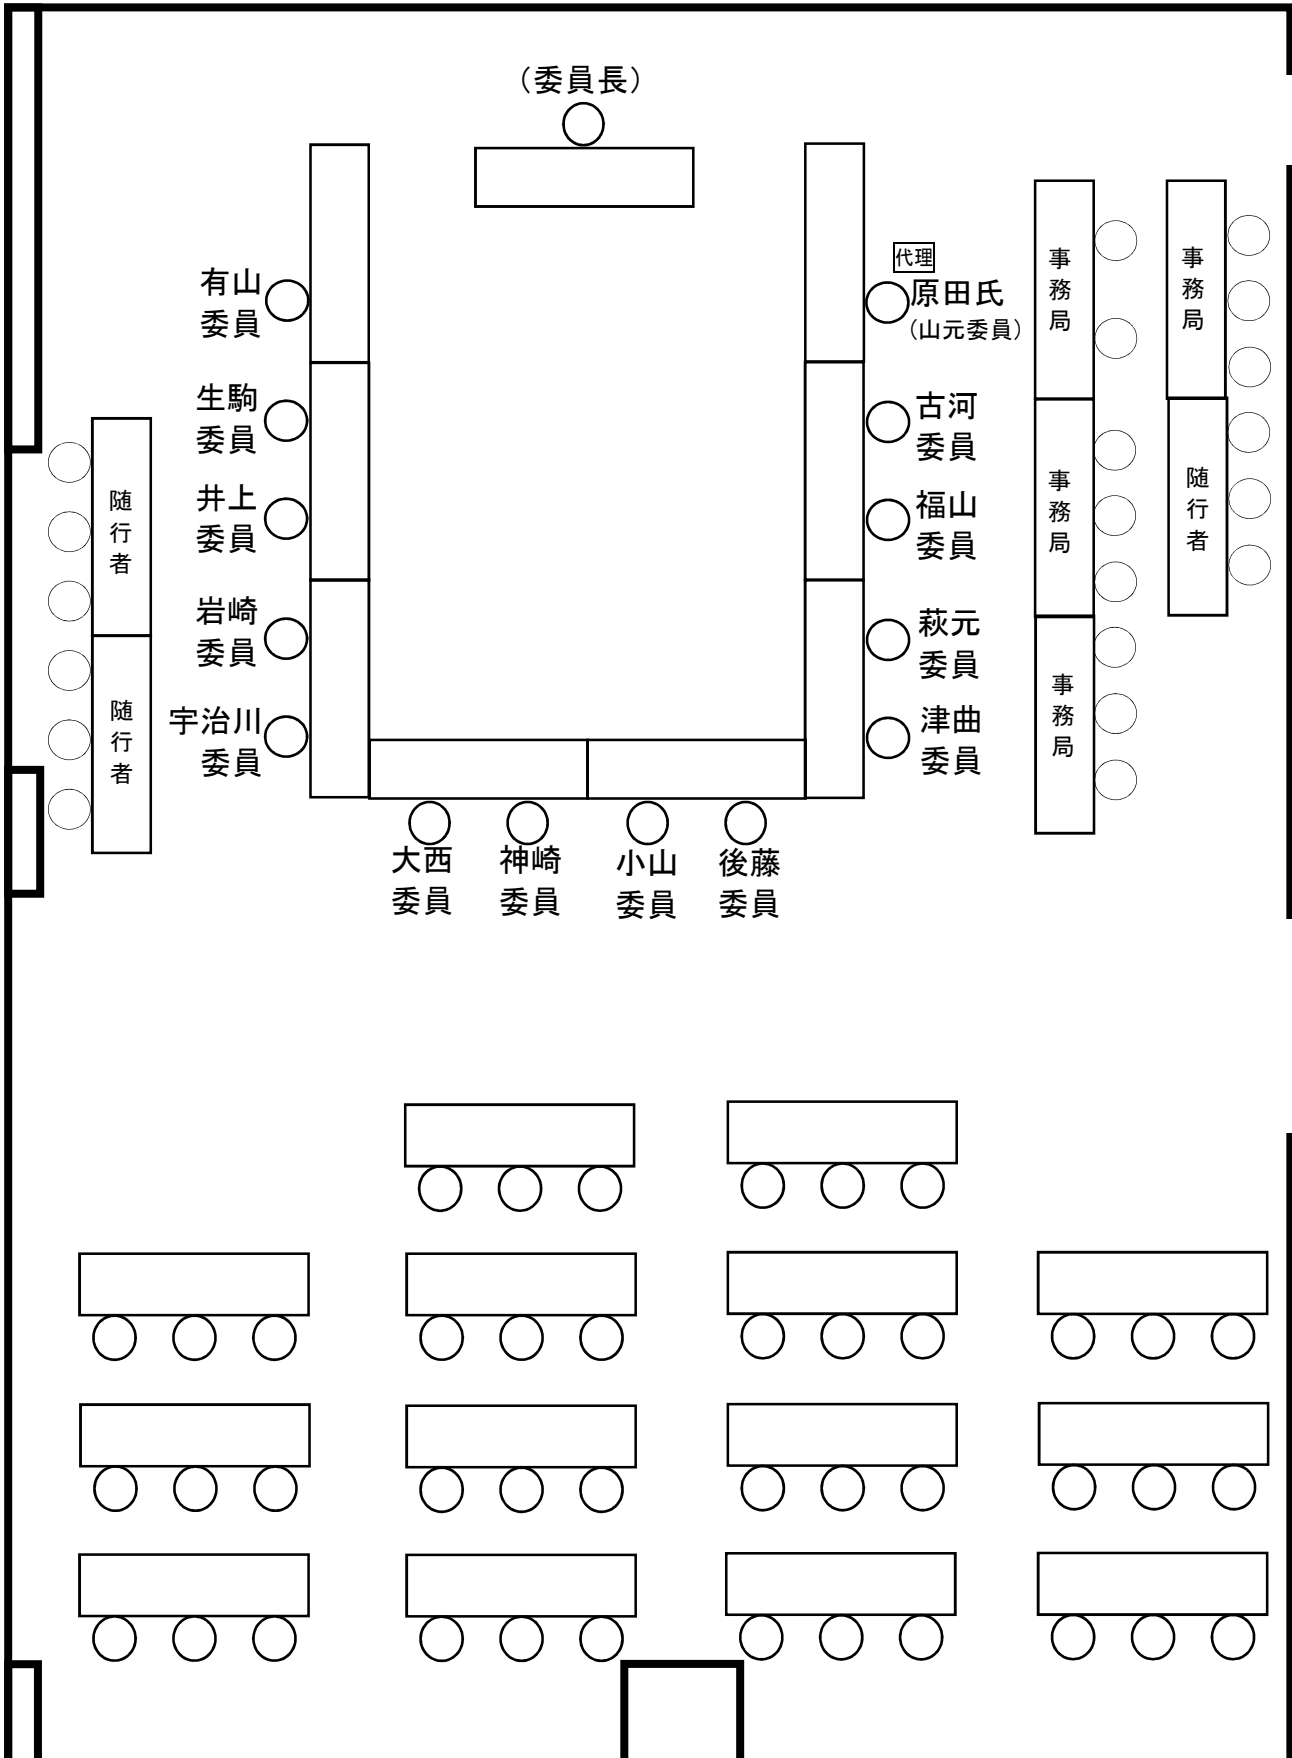 （委員長）
有山
委員
生駒
委員
井上
委員
岩崎
委員
宇治川
委員
大西
委員
神崎
委員
小山
委員
後藤
委員
代理
原田氏
（山元委員）
古河
委員
福山
委員
萩元
委員
津曲
委員
随行者
随行者
事務局
事務局
事務局
事務局
随行者